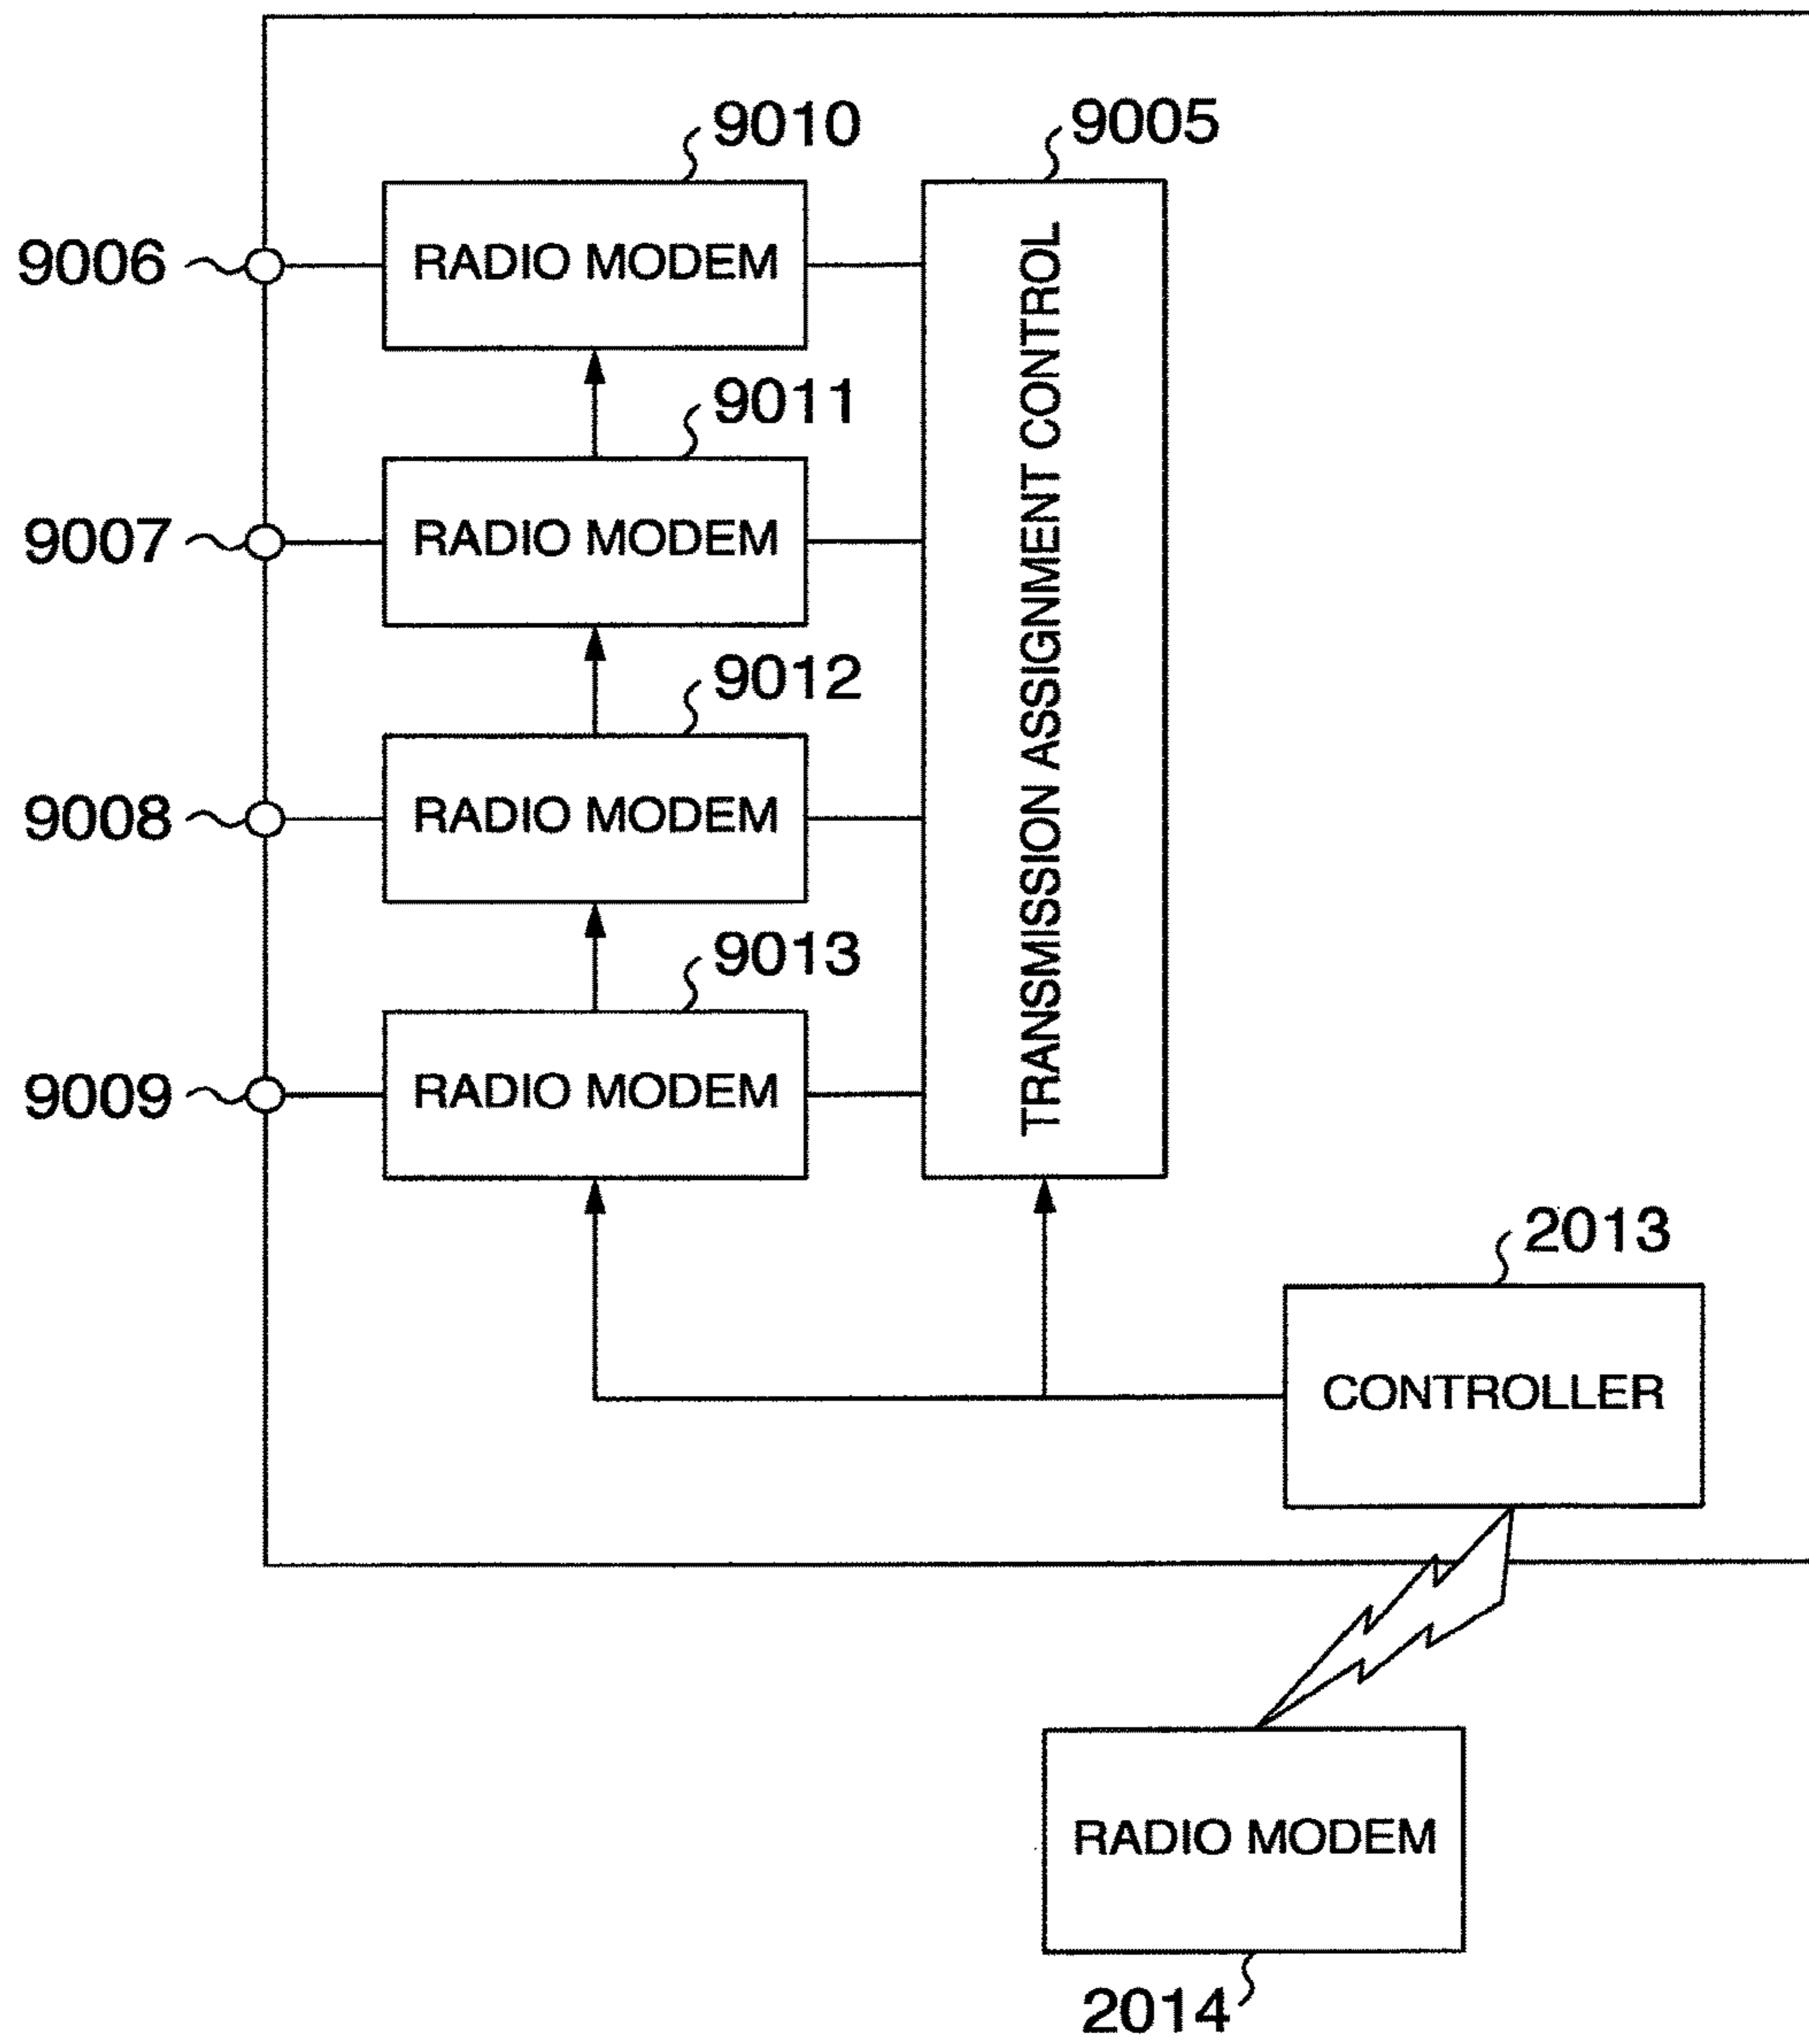 9010
9005
9006
RADIO MODEM
TRANSMISSION ASSIGNMENT CONTROL
9011
9007
RADIO MODEM
9012
9008
RADIO MODEM
9013
9009
RADIO MODEM
2013
CONTROLLER
RADIO MODEM
2014